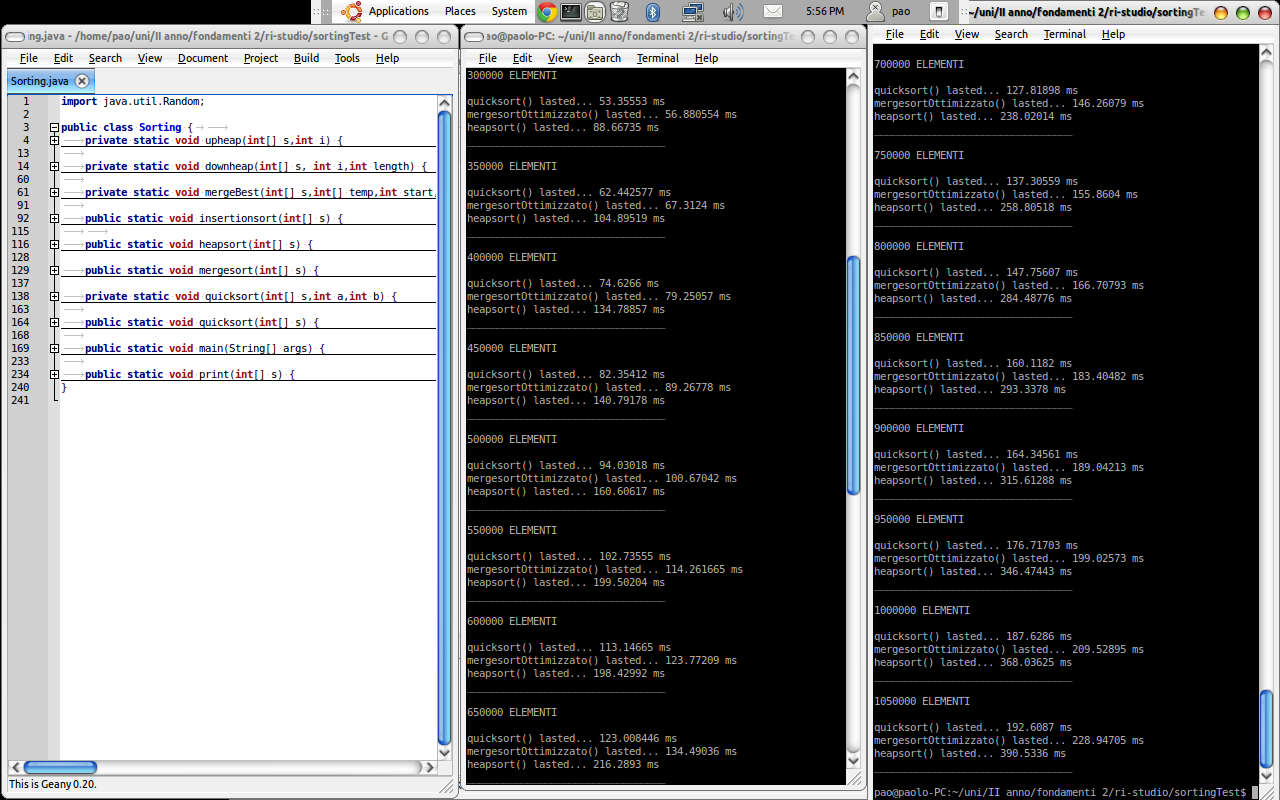 Applications Places System
5:56 PM pao
ng.java - /home/pao/uni/II anno/fondamenti 2/ri-studio/sortingTest - G
File Edit Search View Document Project Build Tools Help
Sorting.java
1 import java.util.Random;
2
3 public class Sorting {
4 private static void upheap(int[] s,int i) {
13
14 private static void downheap(int[] s, int i,int length) {
60
61 private static void mergeBest(int[] s,int[] temp,int start,
91
92 public static void insertionsort(int[] s) {
115
116 public static void heapsort(int[] s) {
128
129 public static void mergesort(int[] s) {
137
138 private static void quicksort(int[] s,int a,int b) {
163
164 public static void quicksort(int[] s) {
168
169 public static void main(String[] args) {
233
234 public static void print(int[] s) {
240 }
241
This is Geany 0.20.
ao@paolo-PC: ~/uni/II anno/fondamenti 2/ri-studio/sortingTe
File Edit View Search Terminal Help
300000 ELEMENTI
quicksort() lasted... 53.35553 ms
mergesortOttimizzato() lasted... 56.880554 ms
heapsort() lasted... 88.66735 ms
350000 ELEMENTI
quicksort() lasted... 62.442577 ms
mergesortOttimizzato() lasted... 67.3124 ms
heapsort() lasted... 104.89519 ms
400000 ELEMENTI
quicksort() lasted... 74.6266 ms
mergesortOttimizzato() lasted... 79.25057 ms
heapsort() lasted... 134.78857 ms
450000 ELEMENTI
quicksort() lasted... 82.35412 ms
mergesortOttimizzato() lasted... 89.26778 ms
heapsort() lasted... 140.79178 ms
500000 ELEMENTI
quicksort() lasted... 94.03018 ms
mergesortOttimizzato() lasted... 100.67042 ms
heapsort() lasted... 160.60617 ms
550000 ELEMENTI
quicksort() lasted... 102.73555 ms
mergesortOttimizzato() lasted... 114.261665 ms
heapsort() lasted... 199.50204 ms
600000 ELEMENTI
quicksort() lasted... 113.14665 ms
mergesortOttimizzato() lasted... 123.77209 ms
heapsort() lasted... 198.42992 ms
650000 ELEMENTI
quicksort() lasted... 123.008446 ms
mergesortOttimizzato() lasted... 134.49036 ms
heapsort() lasted... 216.2893 ms
~/uni/II anno/fondamenti 2/ri-studio/sortingTe
File Edit View Search Terminal Help
700000 ELEMENTI
quicksort() lasted... 127.81898 ms
mergesortOttimizzato() lasted... 146.26079 ms
heapsort() lasted... 238.02014 ms
750000 ELEMENTI
quicksort() lasted... 137.30559 ms
mergesortOttimizzato() lasted... 155.8604 ms
heapsort() lasted... 258.80518 ms
800000 ELEMENTI
quicksort() lasted... 147.75607 ms
mergesortOttimizzato() lasted... 166.70793 ms
heapsort() lasted... 284.48776 ms
850000 ELEMENTI
quicksort() lasted... 160.1182 ms
mergesortOttimizzato() lasted... 183.40482 ms
heapsort() lasted... 293.3378 ms
900000 ELEMENTI
quicksort() lasted... 164.34561 ms
mergesortOttimizzato() lasted... 189.04213 ms
heapsort() lasted... 315.61288 ms
950000 ELEMENTI
quicksort() lasted... 176.71703 ms
mergesortOttimizzato() lasted... 199.02573 ms
heapsort() lasted... 346.47443 ms
1000000 ELEMENTI
quicksort() lasted... 187.6286 ms
mergesortOttimizzato() lasted... 209.52895 ms
heapsort() lasted... 368.03625 ms
1050000 ELEMENTI
quicksort() lasted... 192.6087 ms
mergesortOttimizzato() lasted... 228.94705 ms
heapsort() lasted... 390.5336 ms
pao@paolo-PC:~/uni/II anno/fondamenti 2/ri-studio/sortingTest$